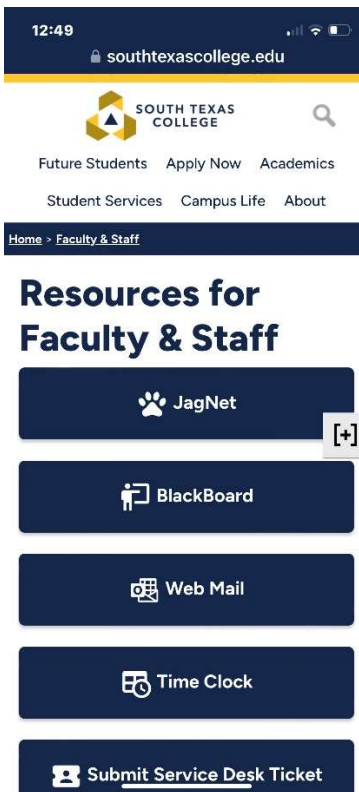 12:49
southtexascollege.edu
SOUTH TEXAS
COLLEGE
Future Students Apply Now Academics
Student Services Campus Life About
Home > Faculty & Staff
Resources for
Faculty & Staff
JagNet
[+]
BlackBoard
Web Mail
Time Clock
Submit Service Desk Ticket